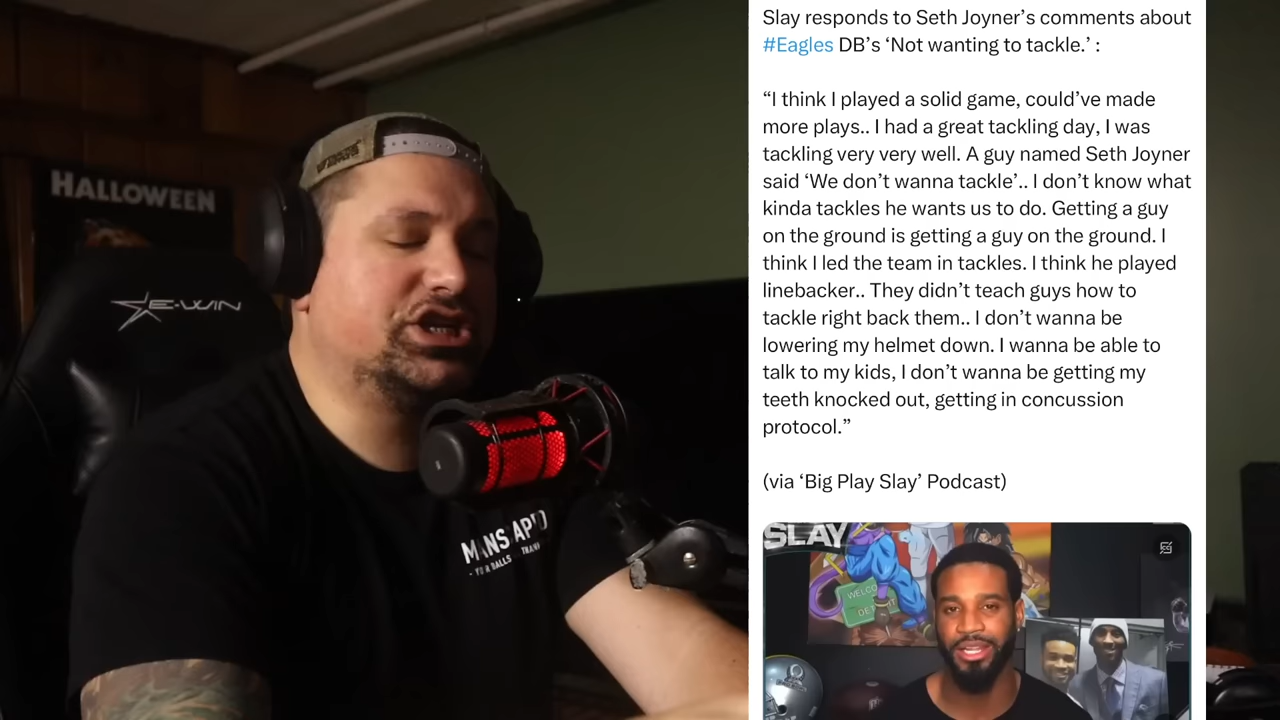 Slay responds to Seth Joyner’s comments about
#Eagles DB’s ‘Not wanting to tackle.’ :
“I think I played a solid game, could’ve made
more plays.. I had a great tackling day, I was
tackling very very well. A guy named Seth Joyner
said ‘We don’t wanna tackle’.. I don’t know what
kinda tackles he wants us to do. Getting a guy
on the ground is getting a guy on the ground. I
think I led the team in tackles. I think he played
linebacker.. They didn’t teach guys how to
tackle right back them.. I don’t wanna be
lowering my helmet down. I wanna be able to
talk to my kids, I don’t wanna be getting my
teeth knocked out, getting in concussion
protocol.”
(via ‘Big Play Slay’ Podcast)
SLAY
HALLOWEEN
E-WIN